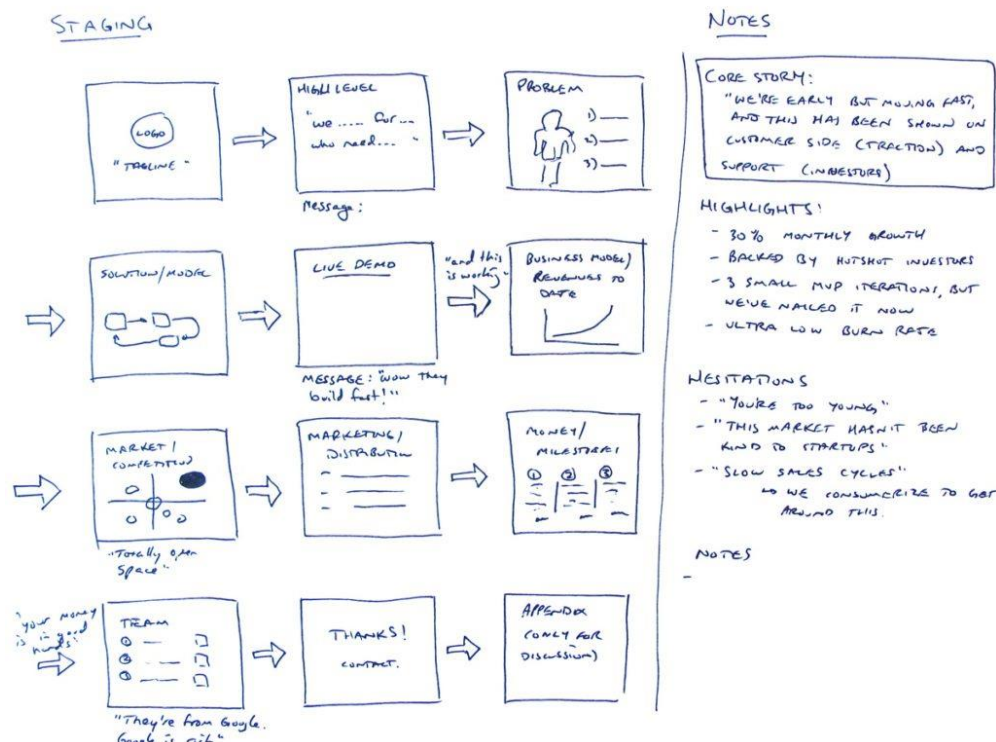 STAGING
LOGO
"TAGLINE"
HIGH LEVEL
"we ..... for ...
who need... "
Message:
PROBLEM
1)
2)
3)
SOLUTION/MODEL
LIVE DEMO
MESSAGE: "wow they
build fast!"
"and this
is working"
BUSINESS MODEL/
REVENUES TO
DATE
MARKET/
COMPETITION
"Totally open
space"
MARKETING/
DISTRIBUTION
MONEY/
MILESTONES
1 2 3
"your money
is in good
hands"
TEAM
"They're from Google.
Google is
THANKS!
CONTACT.
APPENDIX
(ONLY FOR
DISCUSSION)
NOTES
CORE STORY:
"WE'RE EARLY BUT MOVING FAST,
AND THIS HAS BEEN SHOWN ON
CUSTOMER SIDE (TRACTION) AND
SUPPORT (INVESTORS)
HIGHLIGHTS:
- 30% MONTHLY GROWTH
- BACKED BY HOTSHOT INVESTORS
- 3 SMALL MVP ITERATIONS, BUT
WE'VE NAILED IT NOW
- ULTRA LOW BURN RATE
HESITATIONS
- "YOU'RE TOO YOUNG"
- "THIS MARKET HASN'T BEEN
KIND TO STARTUPS"
- "SLOW SALES CYCLES"
↳ WE CONSUMERIZE TO GET
AROUND THIS.
NOTES
-